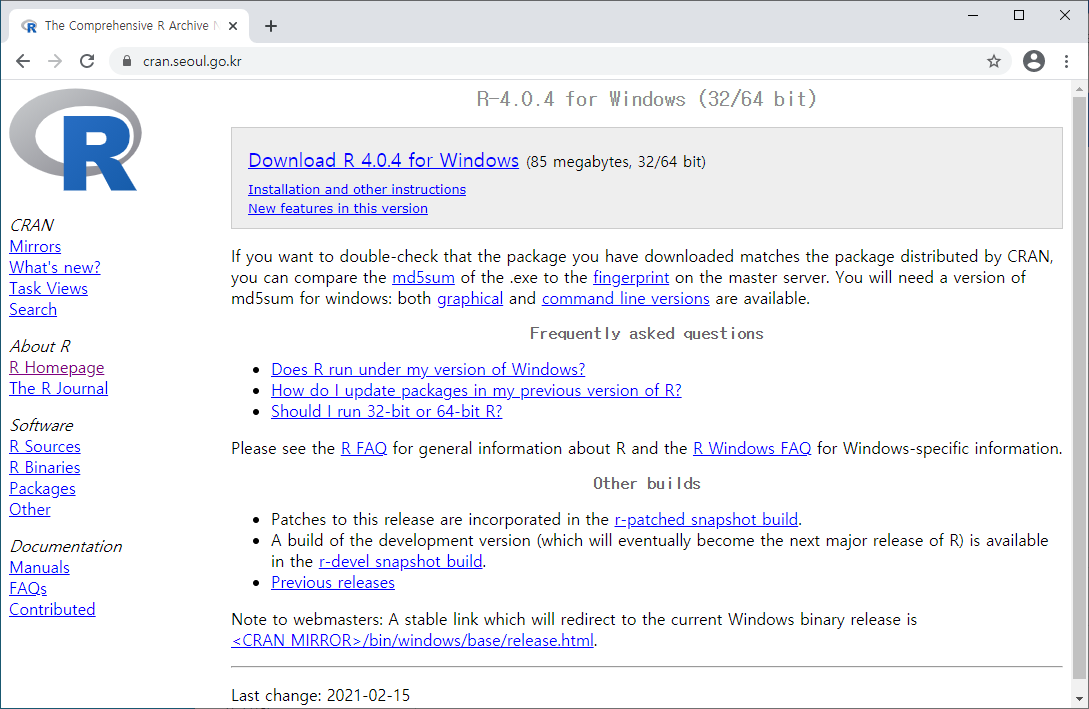 The Comprehensive R Archive
cran.seoul.go.kr
R
CRAN
Mirrors
What's new?
Task Views
Search
About R
R Homepage
The R Journal
Software
R Sources
R Binaries
Packages
Other
Documentation
Manuals
FAQs
Contributed
R-4.0.4 for Windows (32/64 bit)
Download R 4.0.4 for Windows (85 megabytes, 32/64 bit)
Installation and other instructions
New features in this version
If you want to double-check that the package you have downloaded matches the package distributed by CRAN,
you can compare the md5sum of the .exe to the fingerprint on the master server. You will need a version of
md5sum for windows: both graphical and command line versions are available.
Frequently asked questions
• Does R run under my version of Windows?
• How do I update packages in my previous version of R?
• Should I run 32-bit or 64-bit R?
Please see the R FAQ for general information about R and the R Windows FAQ for Windows-specific information.
Other builds
• Patches to this release are incorporated in the r-patched snapshot build.
• A build of the development version (which will eventually become the next major release of R) is available
in the r-devel snapshot build.
• Previous releases
Note to webmasters: A stable link which will redirect to the current Windows binary release is
<CRAN MIRROR>/bin/windows/base/release.html.
Last change: 2021-02-15